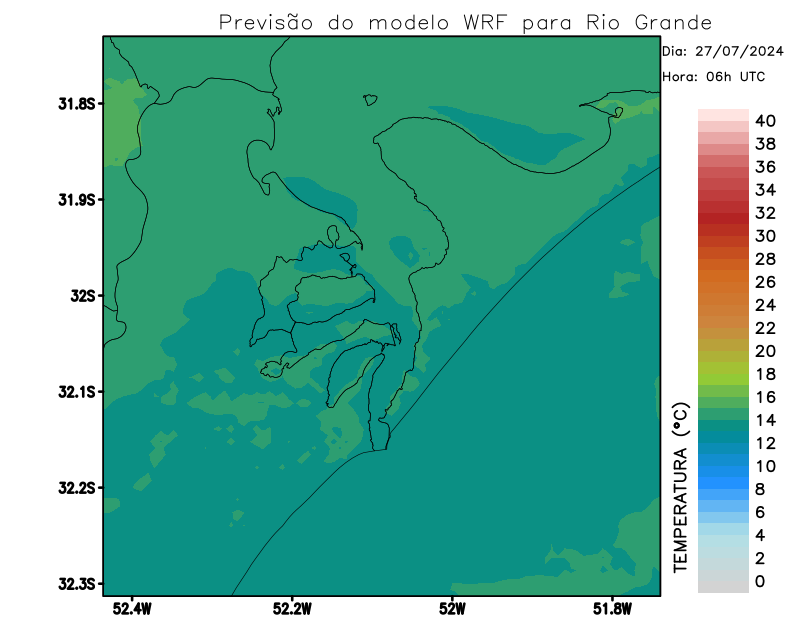 Previsão do modelo WRF para Rio Grande
Dia: 27/07/2024
Hora: 06h UTC
31.8S
31.9S
32S
32.1S
32.2S
32.3S
52.4W
52.2W
52W
51.8W
TEMPERATURA (°C)
40
38
36
34
32
30
28
26
24
22
20
18
16
14
12
10
8
6
4
2
0